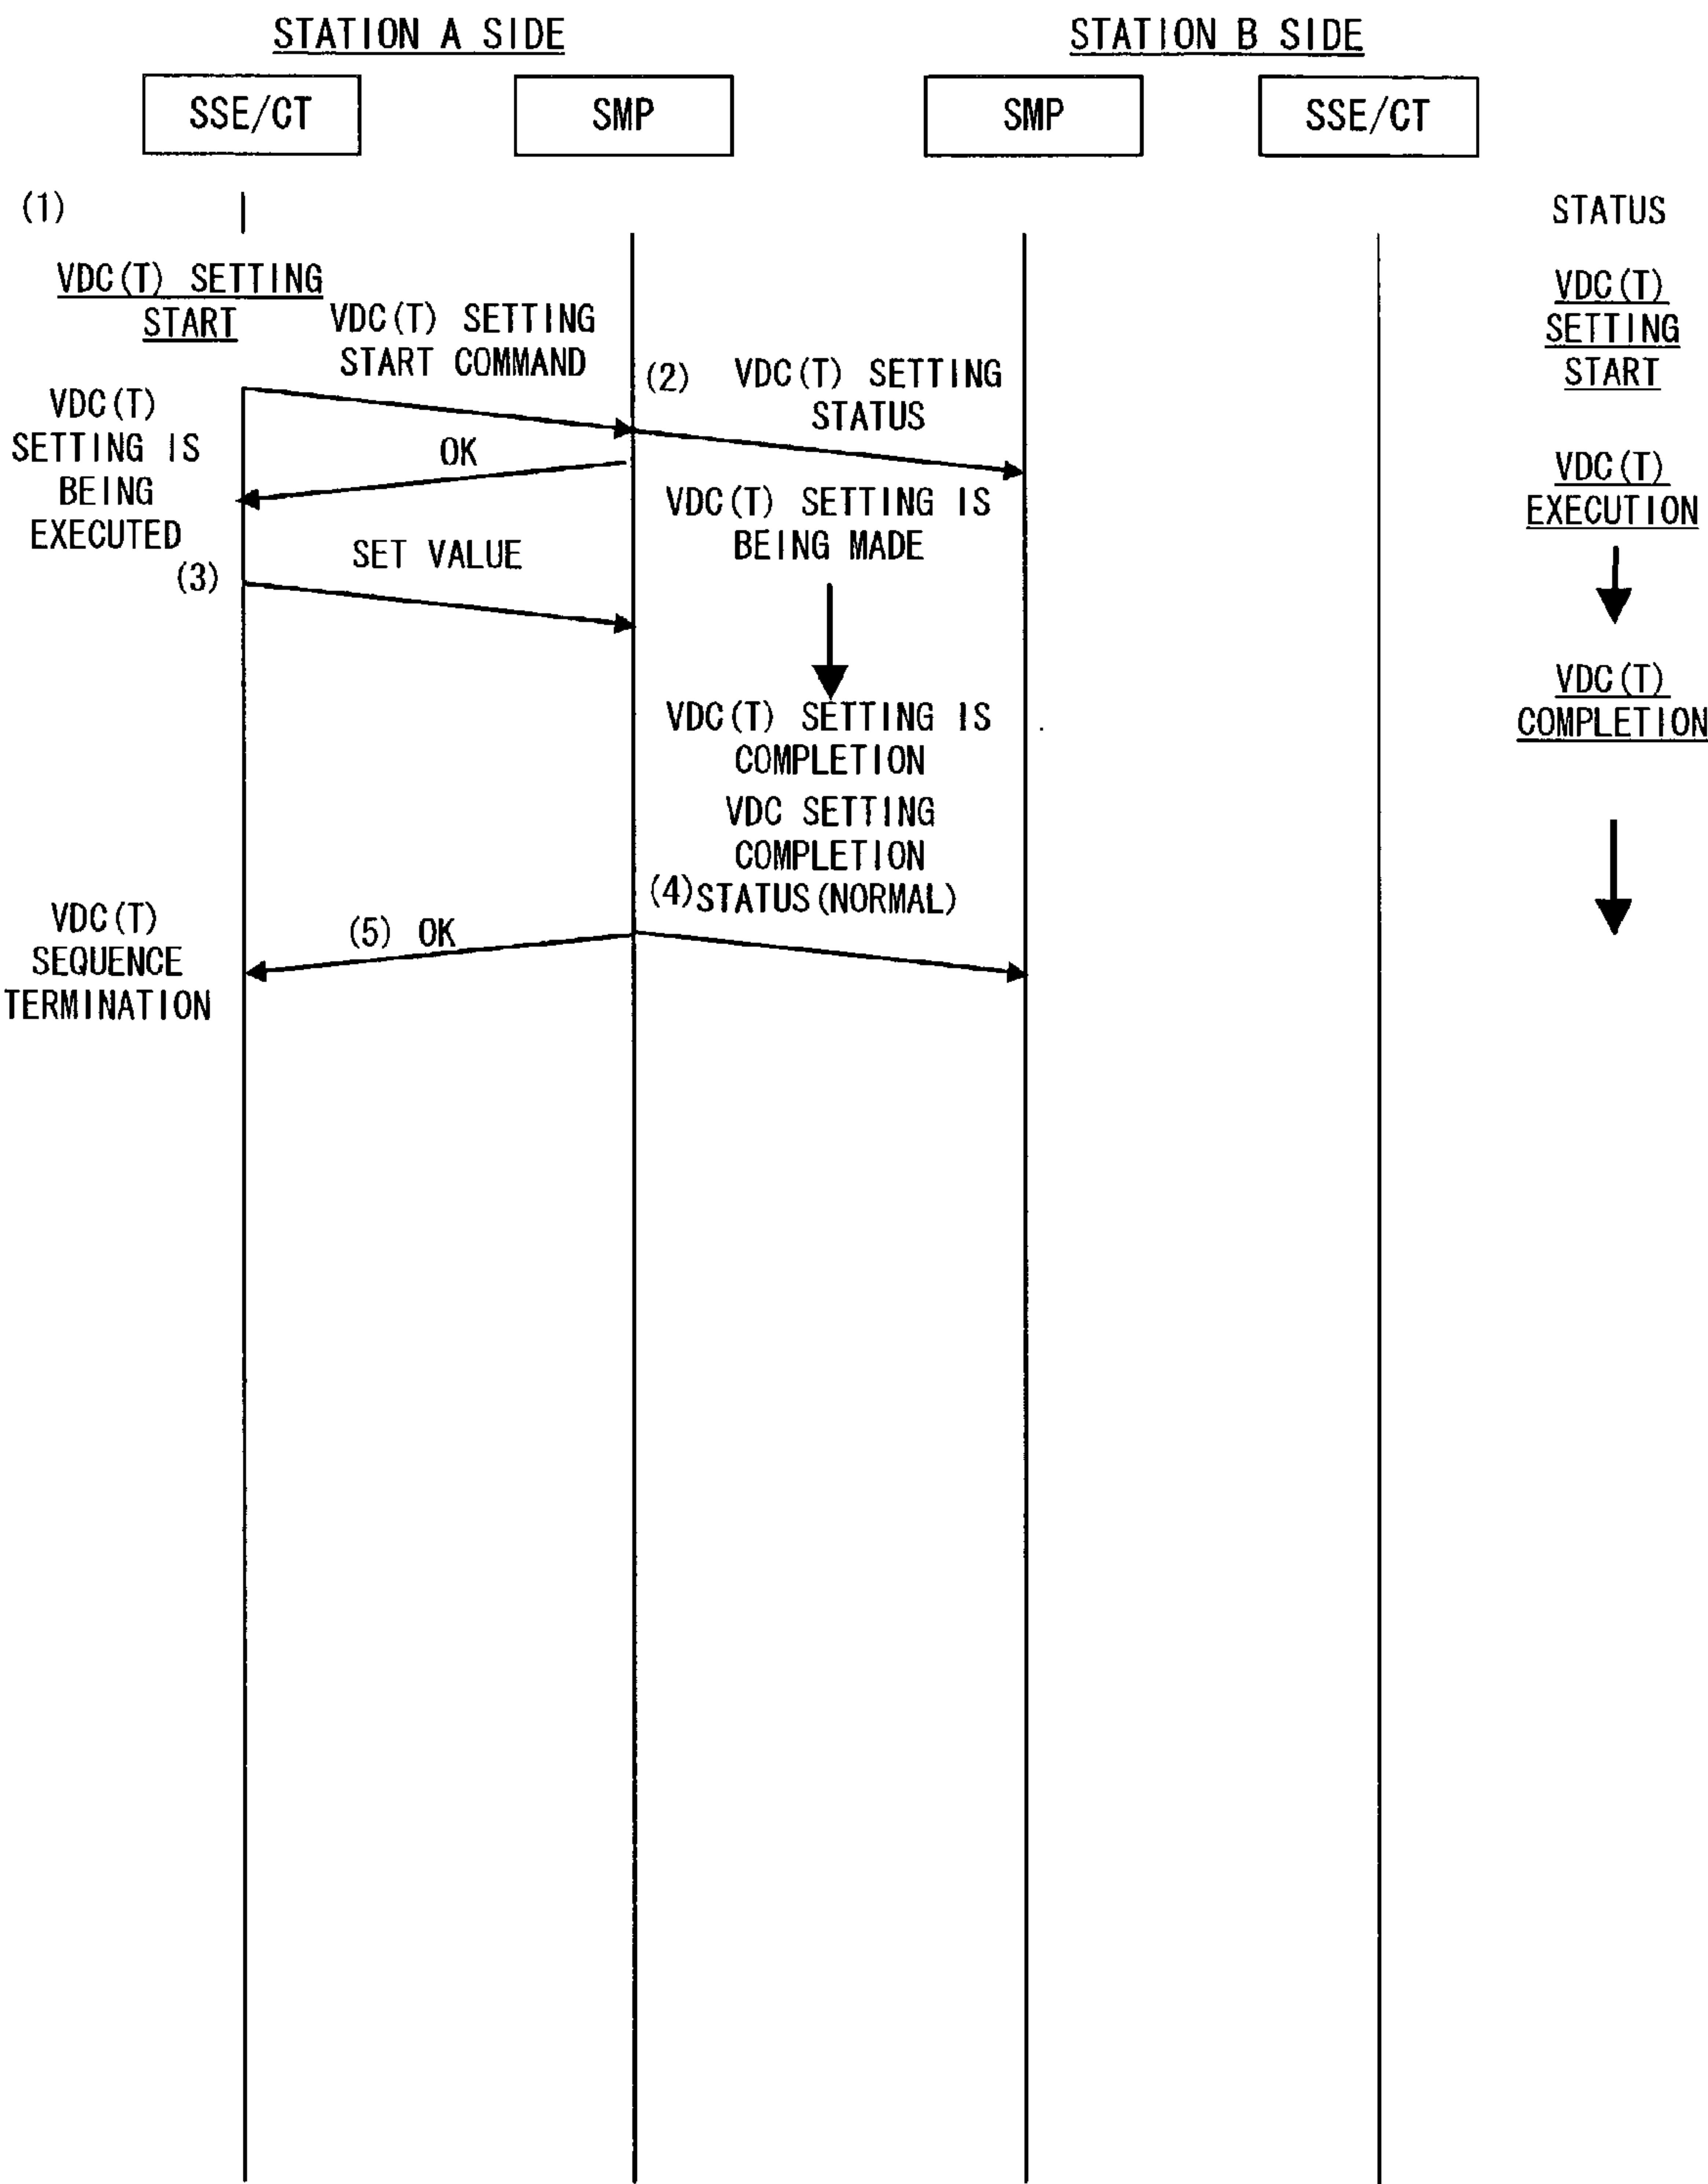 STATION A SIDE
STATION B SIDE
SSE/CT
SMP
SMP
SSE/CT
(1)
STATUS
VDC(T) SETTING
START
VDC(T) SETTING
START COMMAND
(2)
VDC(T) SETTING
STATUS
VDC(T)
SETTING
START
VDC(T)
SETTING IS
BEING
EXECUTED
OK
VDC(T) SETTING IS
BEING MADE
VDC(T)
EXECUTION
(3)
SET VALUE
VDC(T) SETTING IS
COMPLETION
VDC(T)
COMPLETION
VDC SETTING
COMPLETION
(4) STATUS(NORMAL)
VDC(T)
SEQUENCE
TERMINATION
(5) OK